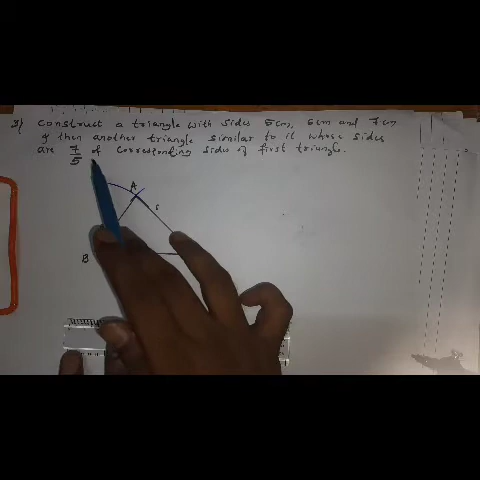 3) Construct a triangle with sides 5cm, 6cm and 7cm
& then another triangle similar to it whose sides
are 7/5 of corresponding sides of first triangle.
A
6
B